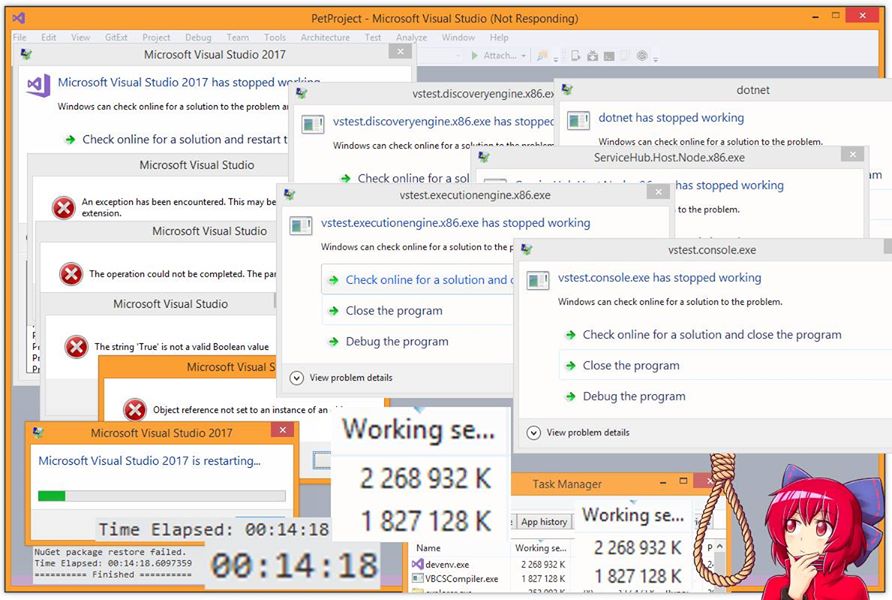 PetProject - Microsoft Visual Studio (Not Responding)
File Edit View GitExt Project Debug Team Tools Architecture Test Analyze Window Help
Attach...
Microsoft Visual Studio 2017
Microsoft Visual Studio 2017 has stopped working
Windows can check online for a solution to the problem an
Check online for a solution and restart t
vstest.discoveryengine.x86.ex
vstest.discoveryengine.x86.exe has stopped
Windows can check online for a solution to the problem.
Check online for a so
dotnet
dotnet has stopped working
Windows can check online for a solution to the problem.
am
ServiceHub.Host.Node.x86.exe
ServiceHub.Host.Node.x86.exe has stopped working
to the problem.
Microsoft Visual Studio
An exception has been encountered. This may be
extension.
Microsoft Visual Studio
The operation could not be completed. The par
Microsoft Visual Studio
The string 'True' is not a valid Boolean value
Microsoft Visual S
Object reference not set to an instance of an
vstest.executionengine.x86.exe
vstest.executionengine.x86.exe has stopped working
Windows can check online for a solution to the p
Check online for a solution and c
Close the program
Debug the program
View problem details
vstest.console.exe
vstest.console.exe has stopped working
Windows can check online for a solution to the problem.
Check online for a solution and close the program
Close the program
Debug the program
View problem details
Microsoft Visual Studio 2017
Microsoft Visual Studio 2017 is restarting...
Time Elapsed: 00:14:18
NuGet package restore failed.
Time Elapsed: 00:14:18.6097359
========== Finished ==========
00:14:18
Working se...
2 268 932 K
1 827 128 K
Task Manager
App history
Name Working se... P
devenv.exe 2 268 932 K
VBCSCompiler.exe 1 827 128 K
explorer.exe
Working se...
2 268 932 K
1 827 128 K